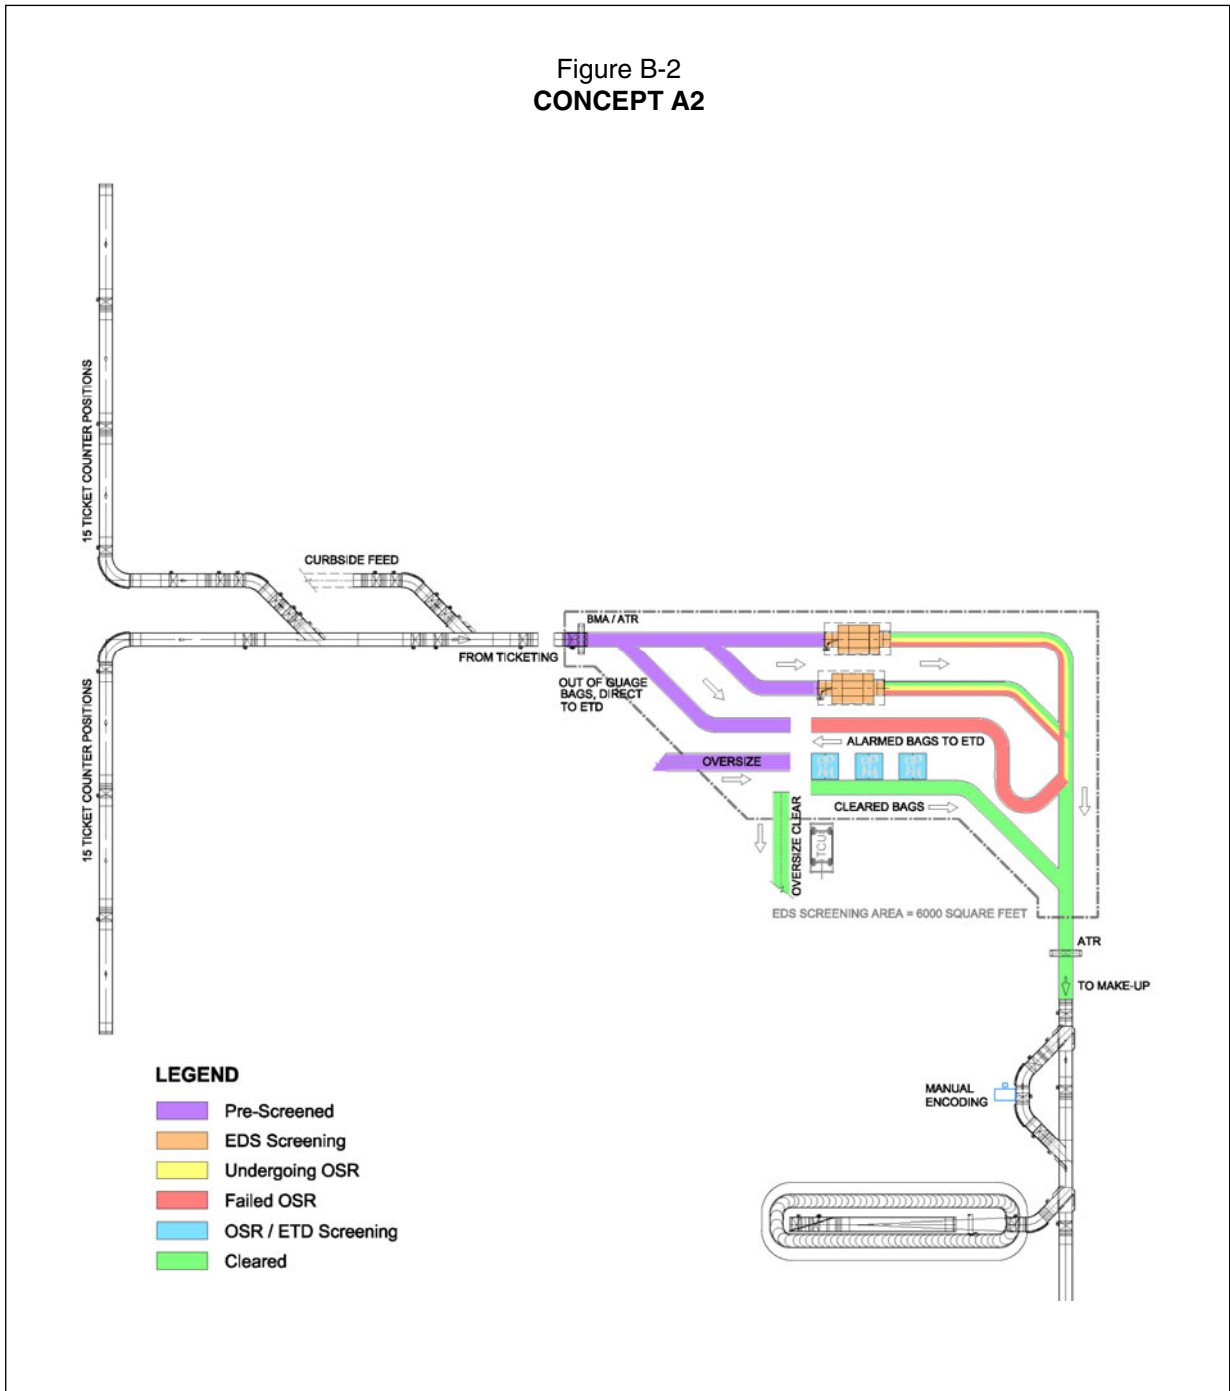 Figure B-2
CONCEPT A2
15 TICKET COUNTER POSITIONS
CURBSIDE FEED
BMA / ATR
FROM TICKETING
OUT OF GUAGE
BAGS, DIRECT
TO ETD
ALARMED BAGS TO ETD
OVERSIZE
15 TICKET COUNTER POSITIONS
CLEARED BAGS
OVERSIZE CLEAR
TCU
EDS SCREENING AREA = 6000 SQUARE FEET
ATR
TO MAKE-UP
MANUAL
ENCODING
LEGEND
Pre-Screened
EDS Screening
Undergoing OSR
Failed OSR
OSR / ETD Screening
Cleared